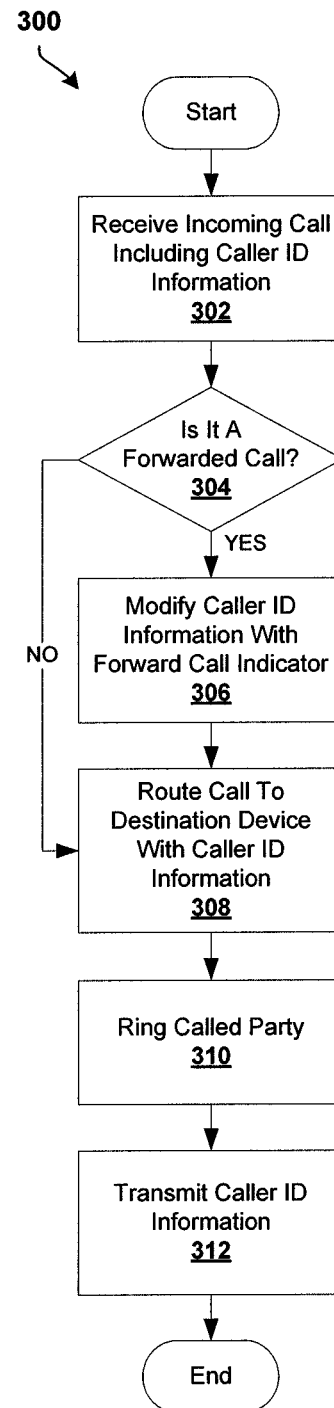 300
Start
Receive Incoming Call
Including Caller ID
Information
302
Is It A
Forwarded Call?
304
YES
NO
Modify Caller ID
Information With
Forward Call Indicator
306
Route Call To
Destination Device
With Caller ID
Information
308
Ring Called Party
310
Transmit Caller ID
Information
312
End